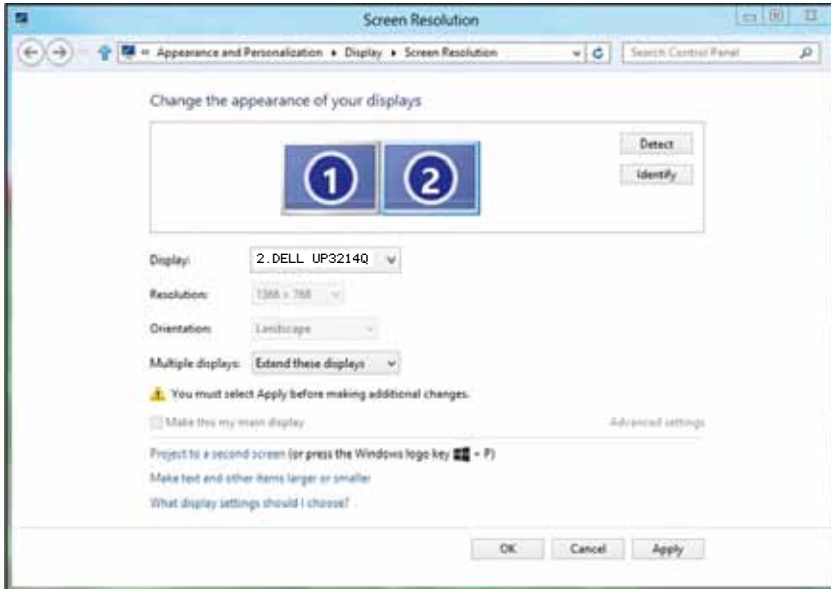 Screen Resolution
« Appearance and Personalization ▸ Display ▸ Screen Resolution
Search Control Panel
Change the appearance of your displays
1
2
Detect
Identify
Display: 2.DELL UP3214Q
Resolution: 1366 × 768
Orientation: Landscape
Multiple displays: Extend these displays
You must select Apply before making additional changes.
Make this my main display
Advanced settings
Project to a second screen (or press the Windows logo key + P)
Make text and other items larger or smaller
What display settings should I choose?
OK
Cancel
Apply